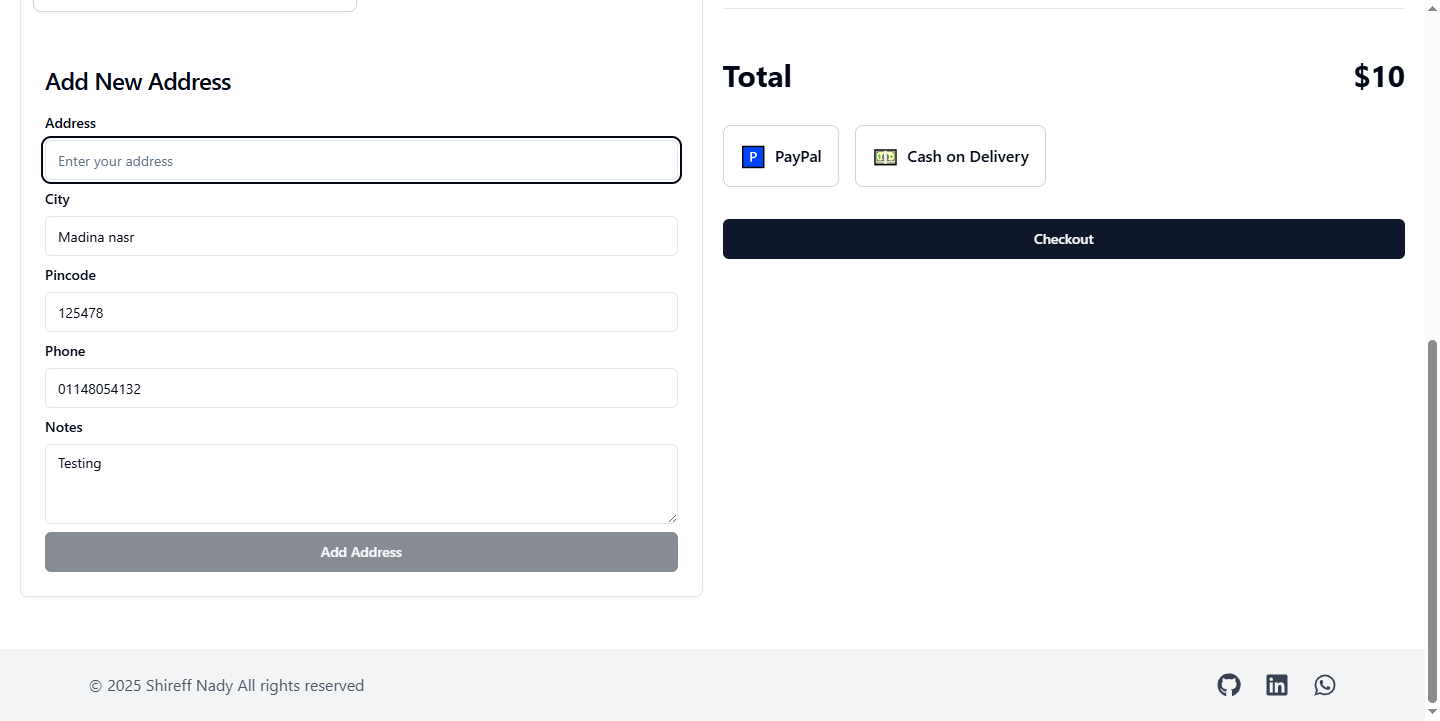 Add New Address
Address
Enter your address
City
Madina nasr
Pincode
125478
Phone
01148054132
Notes
Testing
Add Address
Total $10
P PayPal
Cash on Delivery
Checkout
© 2025 Shireff Nady All rights reserved
in